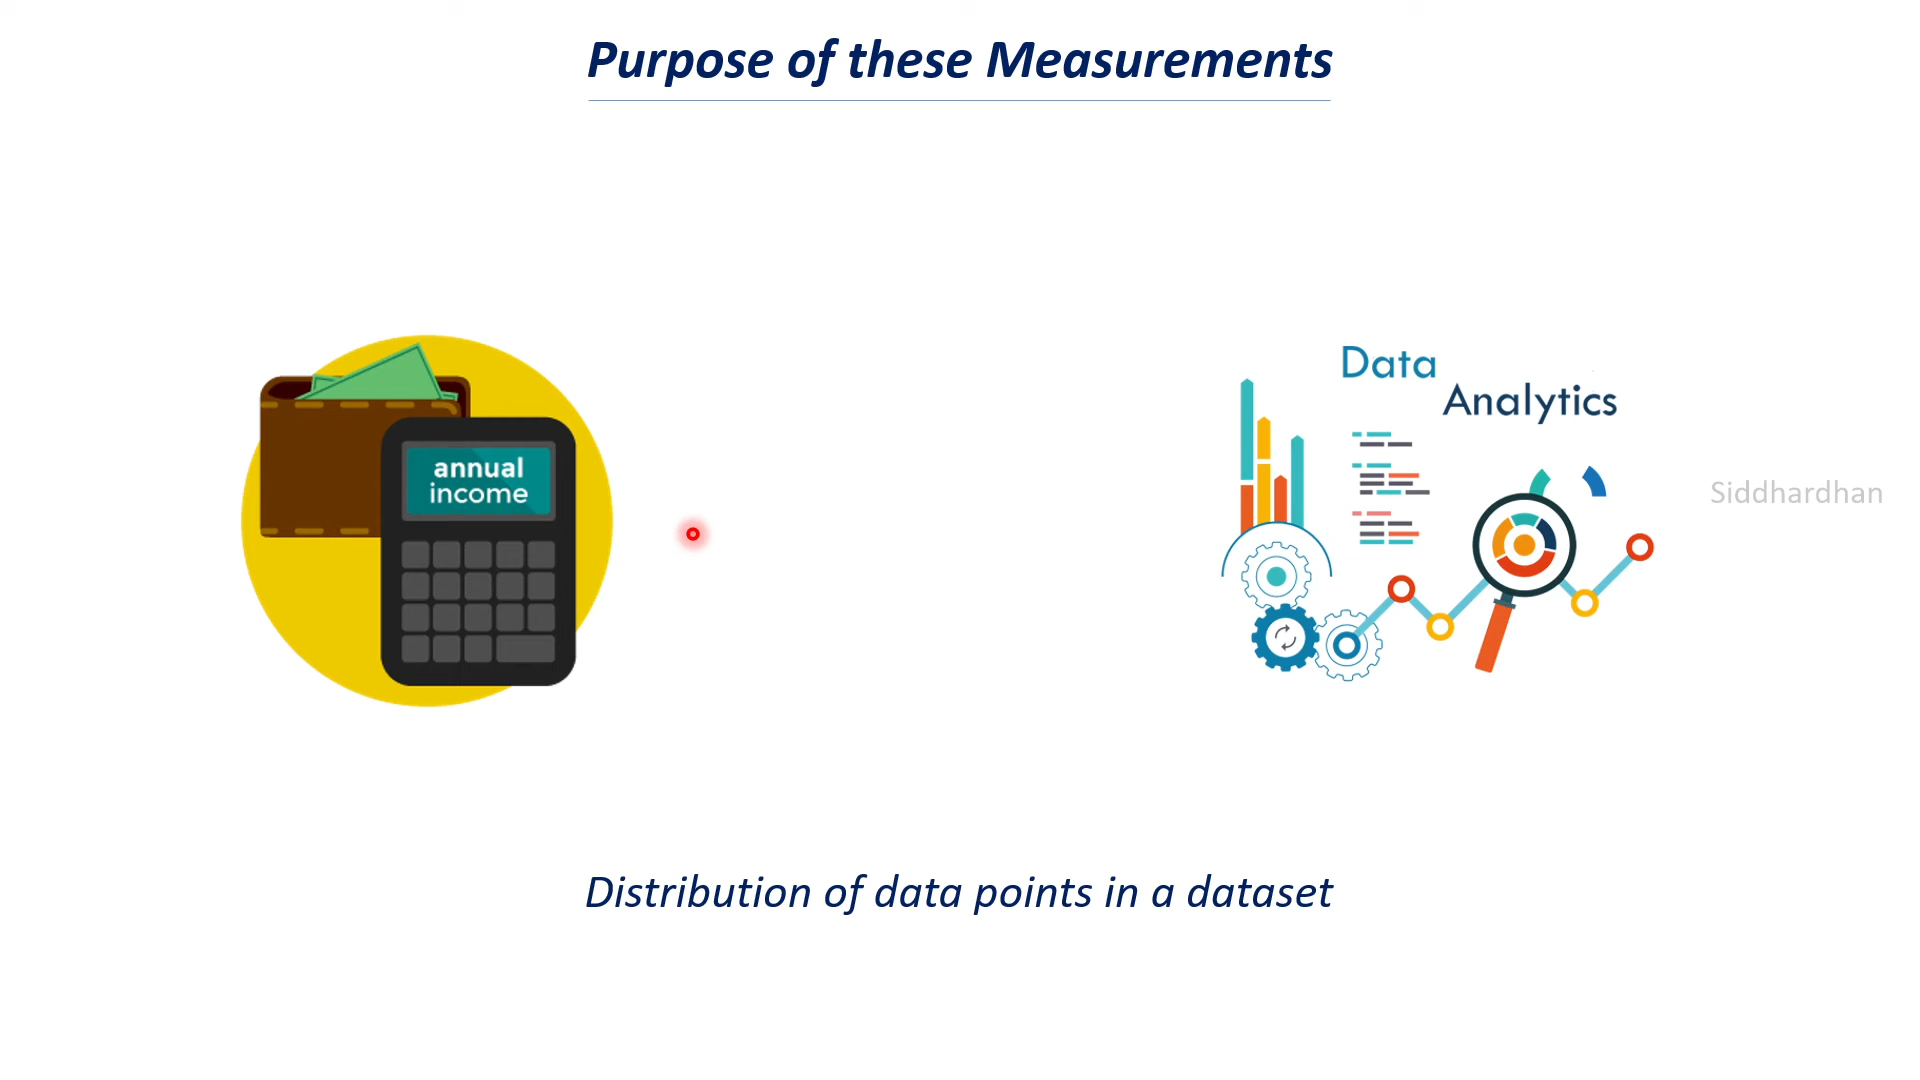 Purpose of these Measurements
annual
income
Data
Analytics
Siddhardhan
Distribution of data points in a dataset